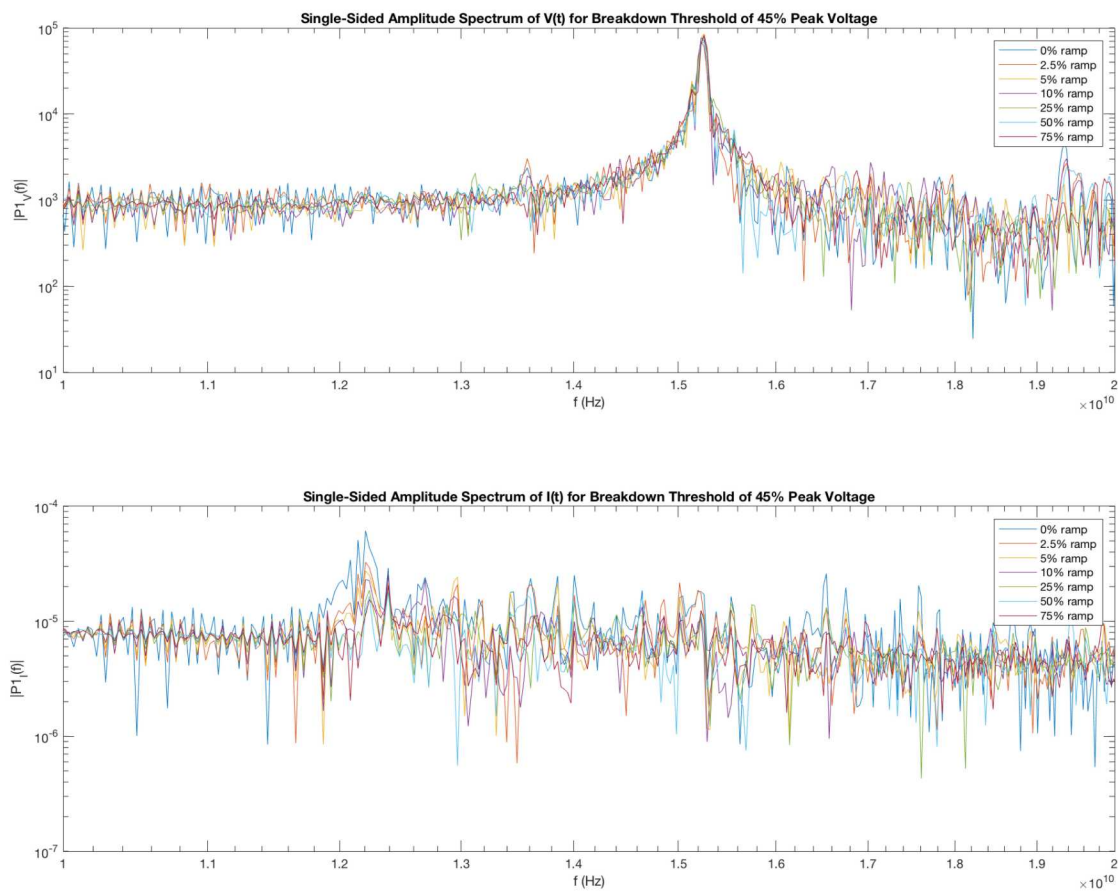 Single-Sided Amplitude Spectrum of V(t) for Breakdown Threshold of 45% Peak Voltage
10^5
10^4
10^3
10^2
10^1
|P1_V(f)|
0% ramp
2.5% ramp
5% ramp
10% ramp
25% ramp
50% ramp
75% ramp
1 1.1 1.2 1.3 1.4 1.5 1.6 1.7 1.8 1.9 2
f (Hz)
×10^10
Single-Sided Amplitude Spectrum of I(t) for Breakdown Threshold of 45% Peak Voltage
10^-4
10^-5
10^-6
10^-7
|P1_I(f)|
0% ramp
2.5% ramp
5% ramp
10% ramp
25% ramp
50% ramp
75% ramp
1 1.1 1.2 1.3 1.4 1.5 1.6 1.7 1.8 1.9 2
f (Hz)
×10^10